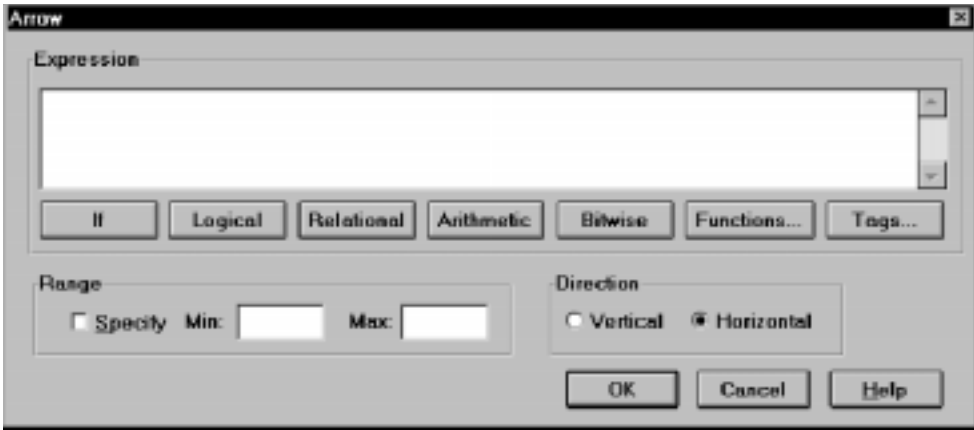 Arrow
Expression
If Logical Relational Arithmetic Bitwise Functions... Tags...
Range Direction
Specify Min: Max: Vertical Horizontal
OK Cancel Help